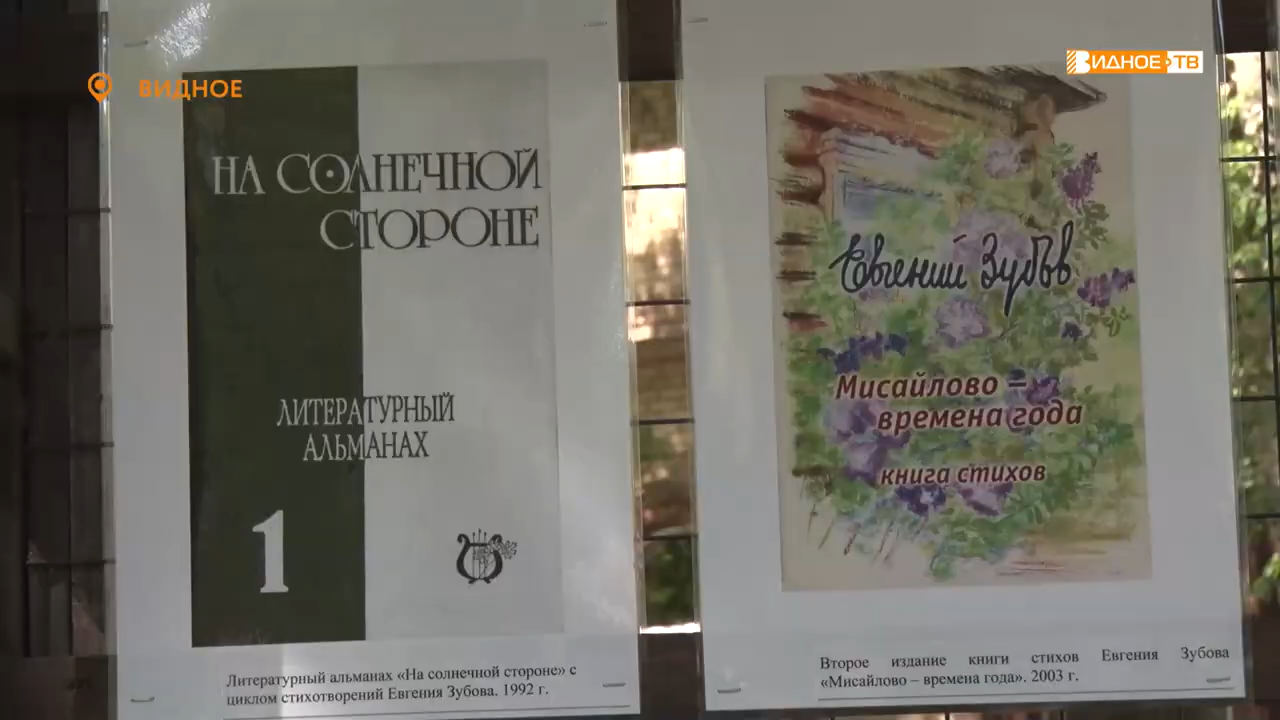 ВИДНОЕ
ВИДНОЕ ТВ
НА СОЛНЕЧНОЙ
СТОРОНЕ
ЛИТЕРАТУРНЫЙ
АЛЬМАНАХ
1
Литературный альманах «На солнечной стороне» с
циклом стихотворений Евгения Зубова. 1992 г.
Евгений Зубов
Мисайлово –
времена года
книга стихов
Второе издание книги стихов Евгения Зубова
«Мисайлово – времена года». 2003 г.